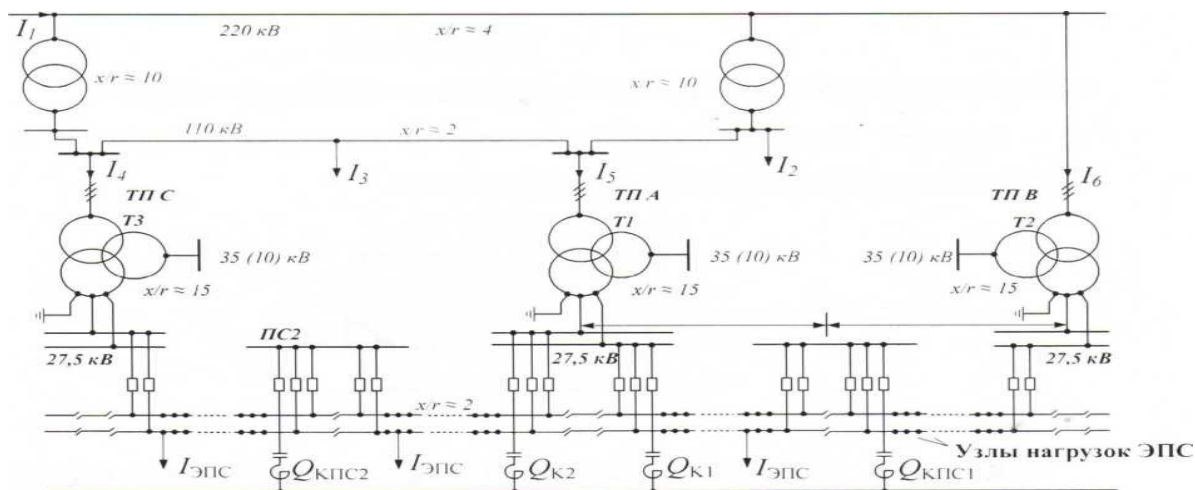 I1
220 кВ
x/r ≈ 4
x/r ≈ 10
x/r ≈ 10
110 кВ
x/r ≈ 2
I4
I3
I5
I2
I6
ТП С
ТП А
ТП В
Т3
Т1
Т2
35 (10) кВ
35 (10) кВ
35 (10) кВ
x/r ≈ 15
x/r ≈ 15
x/r ≈ 15
27,5 кВ
ПС2
27,5 кВ
27,5 кВ
x/r ≈ 2
Узлы нагрузок ЭПС
IЭПС
QКПС2
IЭПС
QК2
QК1
IЭПС
QКПС1